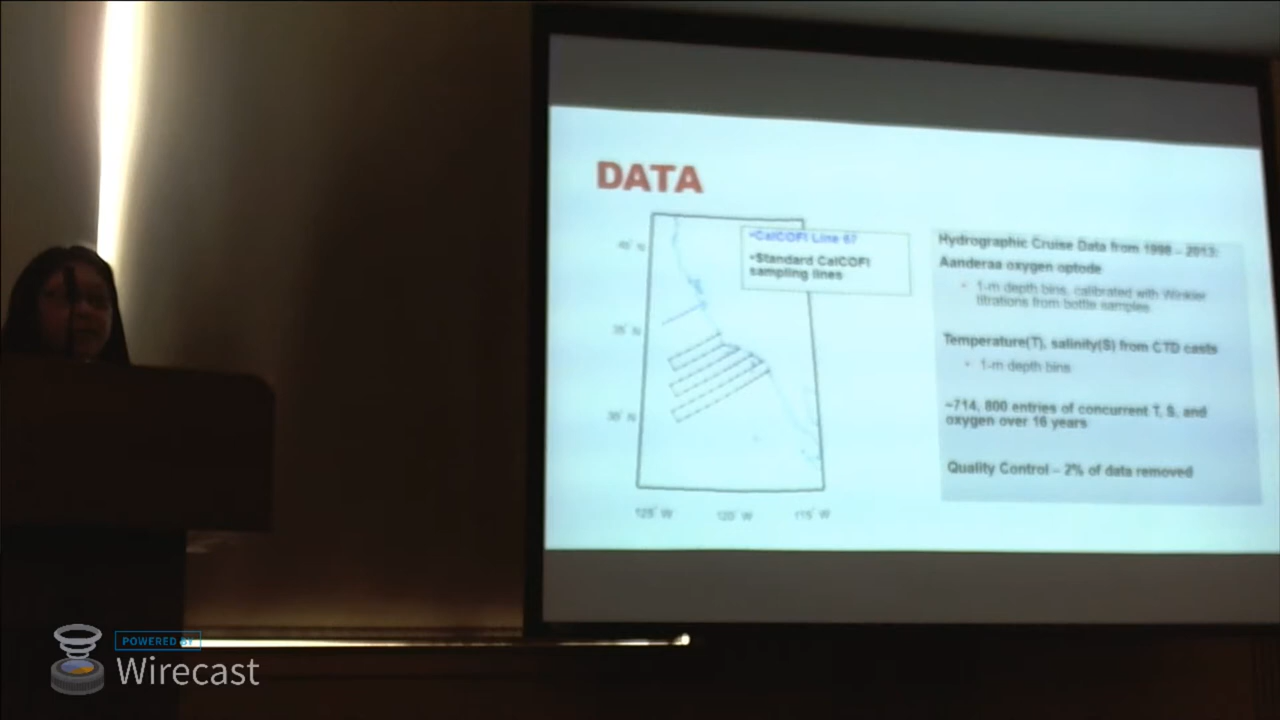 DATA
•CalCOFI Line 67
•Standard CalCOFI
sampling lines
40° N
35° N
30° N
125° W
120° W
115° W
Hydrographic Cruise Data from 1998 – 2013:
Aanderaa oxygen optode
• 1-m depth bins, calibrated with Winkler
titrations from bottle samples
Temperature(T), salinity(S) from CTD casts
• 1-m depth bins
~714, 800 entries of concurrent T, S, and
oxygen over 16 years
Quality Control – 2% of data removed
POWERED BY
Wirecast